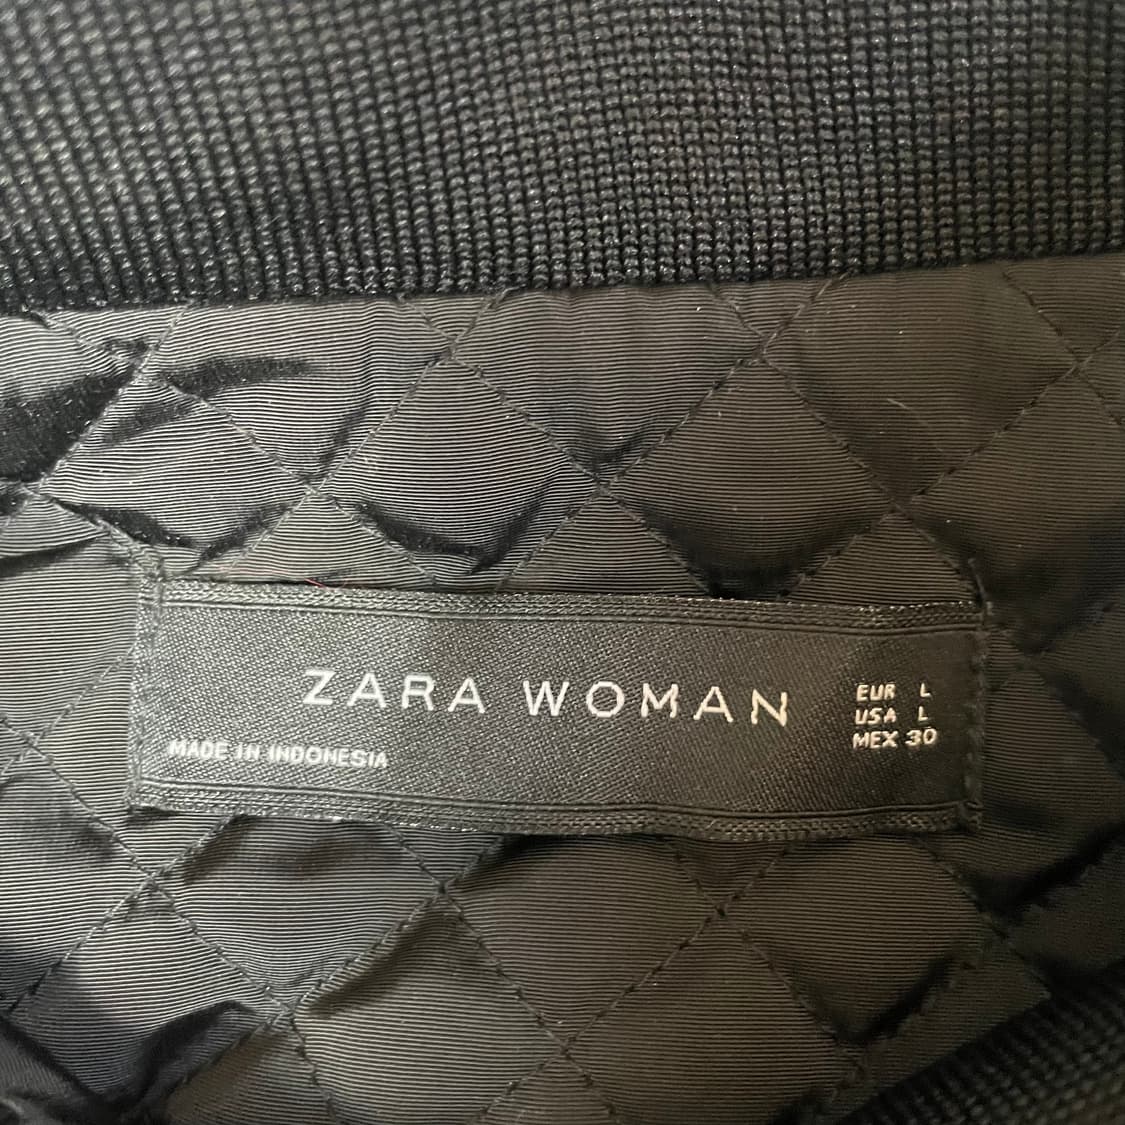 ZARA WOMAN
MADE IN INDONESIA
EUR L
USA L
MEX 30